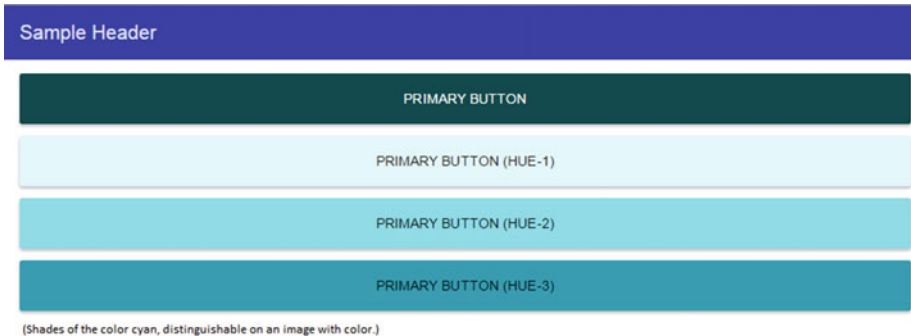 Sample Header
PRIMARY BUTTON
PRIMARY BUTTON (HUE-1)
PRIMARY BUTTON (HUE-2)
PRIMARY BUTTON (HUE-3)
(Shades of the color cyan, distinguishable on an image with color.)